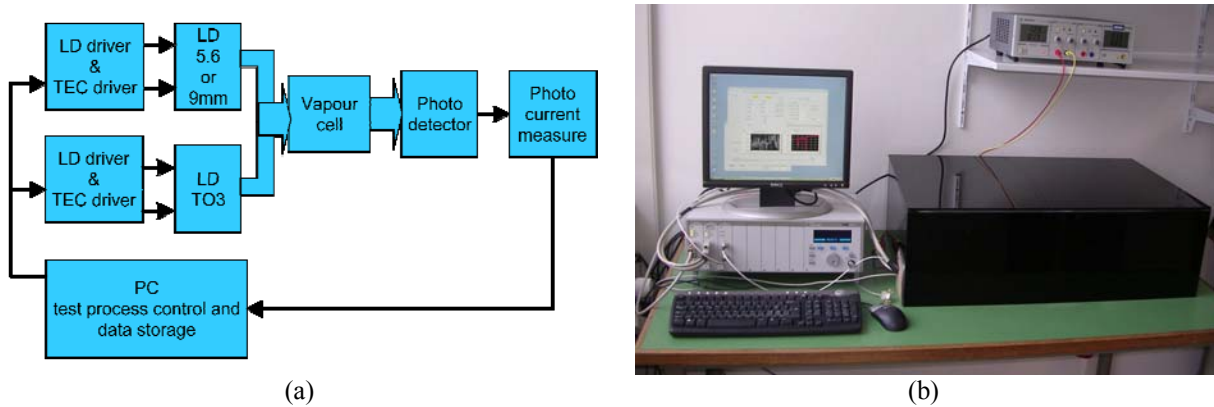 LD driver
&
TEC driver
LD
5.6
or
9mm
Vapour
cell
Photo
detector
Photo
current
measure
LD driver
&
TEC driver
LD
TO3
PC
test process control and
data storage
(a)
(b)